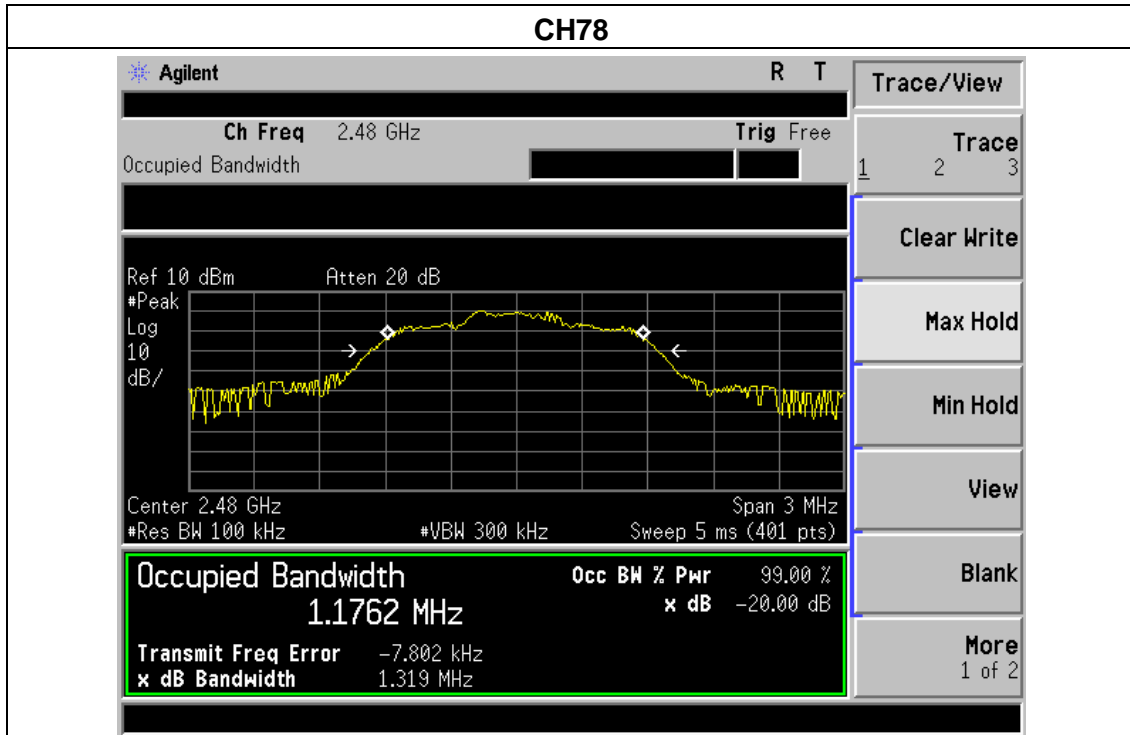 CH78
Agilent R T
Trace/View
Ch Freq 2.48 GHz Trig Free
Occupied Bandwidth
Trace
1 2 3
Clear Write
Ref 10 dBm Atten 20 dB
#Peak
Log
10
dB/
Max Hold
Min Hold
View
Center 2.48 GHz Span 3 MHz
#Res BW 100 kHz #VBW 300 kHz Sweep 5 ms (401 pts)
Occupied Bandwidth Occ BW % Pwr 99.00 %
1.1762 MHz x dB -20.00 dB
Blank
Transmit Freq Error -7.802 kHz
x dB Bandwidth 1.319 MHz
More
1 of 2